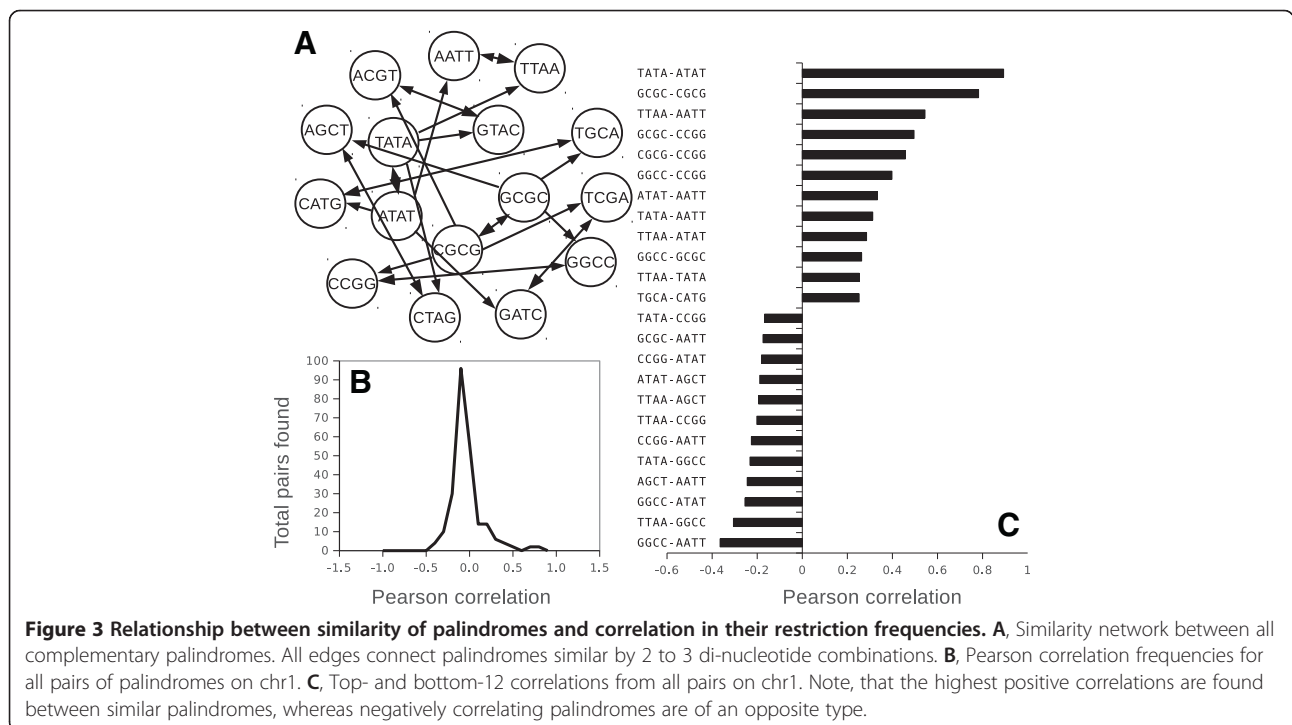 A
AATT
TTAA
ACGT
AGCT
TATA
GTAC
TGCA
CATG
ATAT
GCGC
TCGA
CGCG
GGCC
CCGG
CTAG
GATC
B
Total pairs found
100
90
80
70
60
50
40
30
20
10
0
-1.5 -1.0 -0.5 0.0 0.5 1.0 1.5
Pearson correlation
TATA-ATAT
GCGC-CGCG
TTAA-AATT
GCGC-CCGG
CGCG-CCGG
GGCC-CCGG
ATAT-AATT
TATA-AATT
TTAA-ATAT
GGCC-GCGC
TTAA-TATA
TGCA-CATG
TATA-CCGG
GCGC-AATT
CCGG-ATAT
ATAT-AGCT
TTAA-AGCT
TTAA-CCGG
CCGG-AATT
TATA-GGCC
AGCT-AATT
GGCC-ATAT
TTAA-GGCC
GGCC-AATT
C
-0.6 -0.4 -0.2 0 0.2 0.4 0.6 0.8 1
Pearson correlation
Figure 3 Relationship between similarity of palindromes and correlation in their restriction frequencies. A, Similarity network between all
complementary palindromes. All edges connect palindromes similar by 2 to 3 di-nucleotide combinations. B, Pearson correlation frequencies for
all pairs of palindromes on chr1. C, Top- and bottom-12 correlations from all pairs on chr1. Note, that the highest positive correlations are found
between similar palindromes, whereas negatively correlating palindromes are of an opposite type.